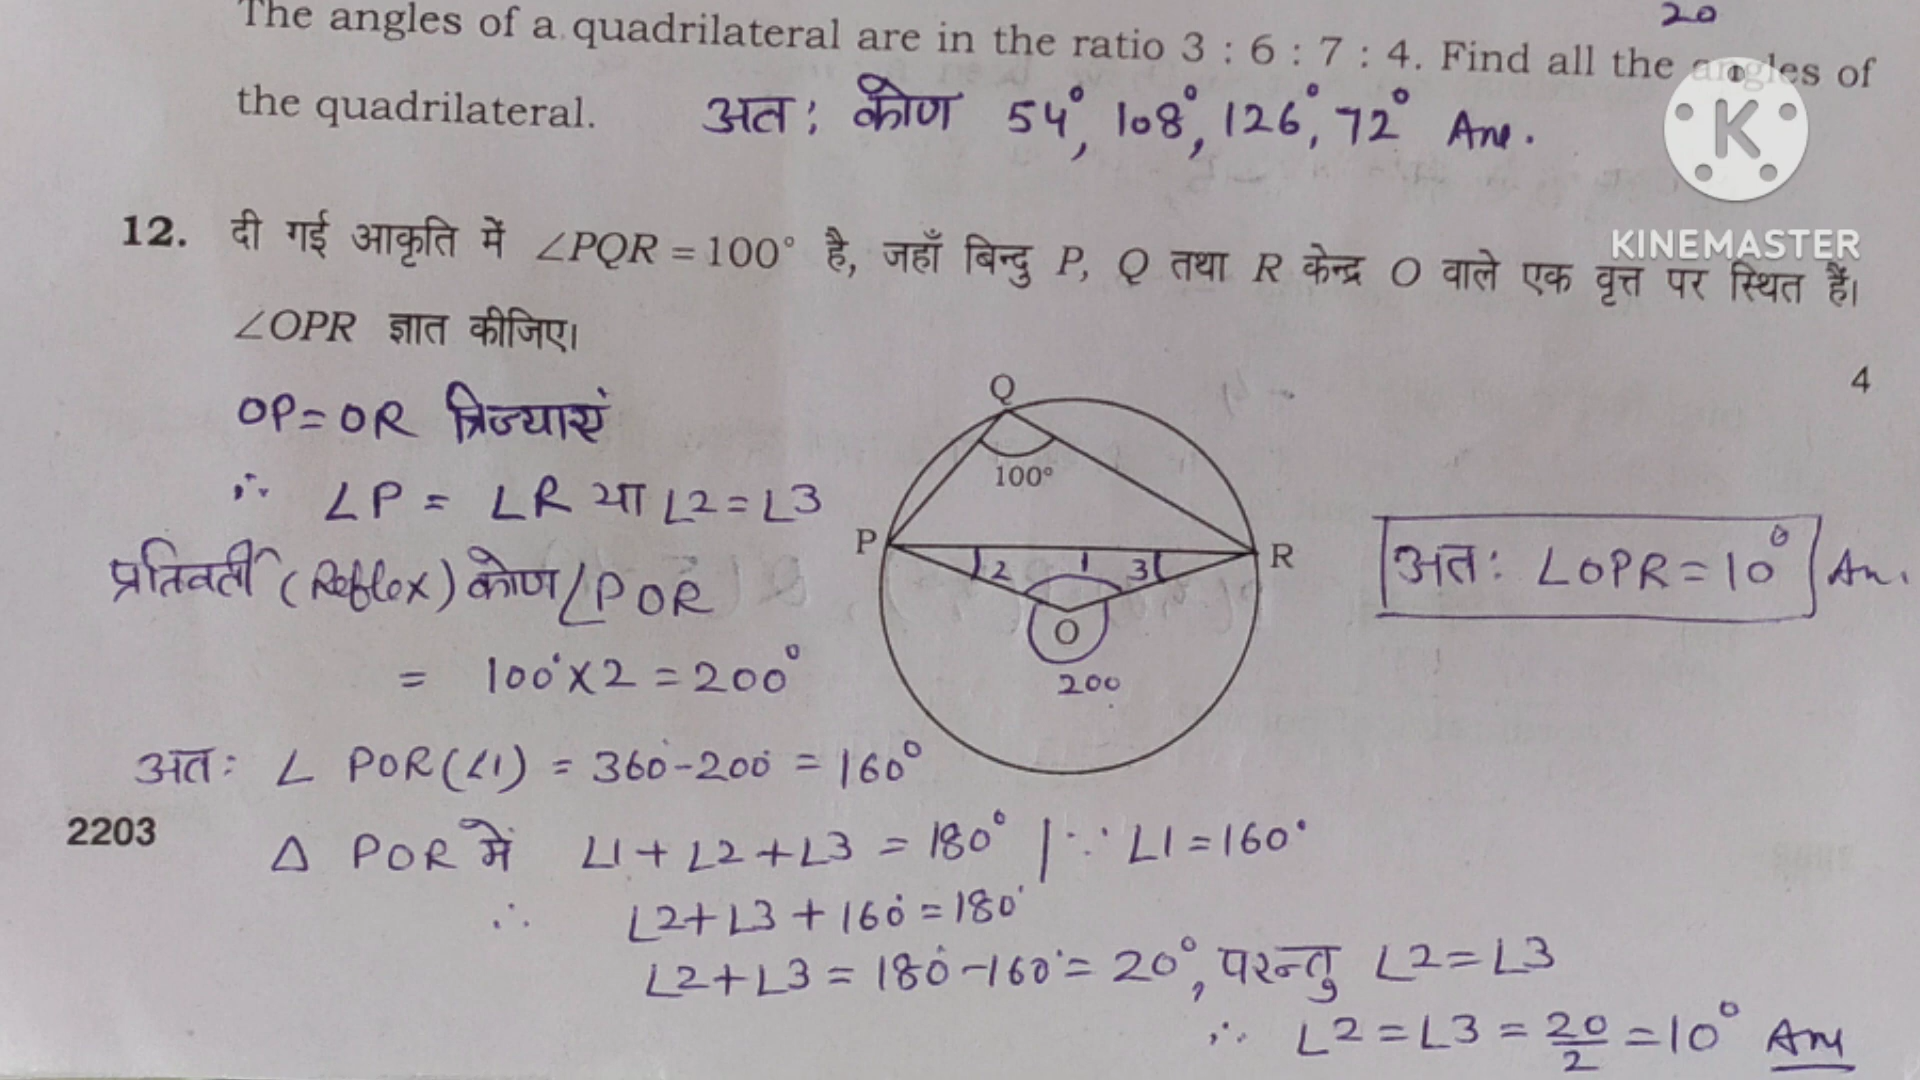 20
The angles of a quadrilateral are in the ratio 3 : 6 : 7 : 4. Find all the angles of
the quadrilateral. अतः कोण 54°, 108°, 126°, 72° Ans.
K
KINEMASTER
12. दी गई आकृति में ∠PQR = 100° है, जहाँ बिन्दु P, Q तथा R केन्द्र O वाले एक वृत्त पर स्थित हैं।
∠OPR ज्ञात कीजिए।
4
OP = OR त्रिज्याएं
∴ ∠P = ∠R या ∠2 = ∠3
प्रतिवर्ती (Reflex) कोण ∠POR
= 100° × 2 = 200°
Q
100°
P
R
2 1 3
O
200
अतः ∠OPR = 10° An.
अतः ∠ POR (∠1) = 360° - 200° = 160°
2203
Δ POR में ∠1 + ∠2 + ∠3 = 180° | ∵ ∠1 = 160°
∴ ∠2 + ∠3 + 160° = 180°
∠2 + ∠3 = 180° - 160° = 20°, परन्तु ∠2 = ∠3
∴ ∠2 = ∠3 = 20/2 = 10° Ans